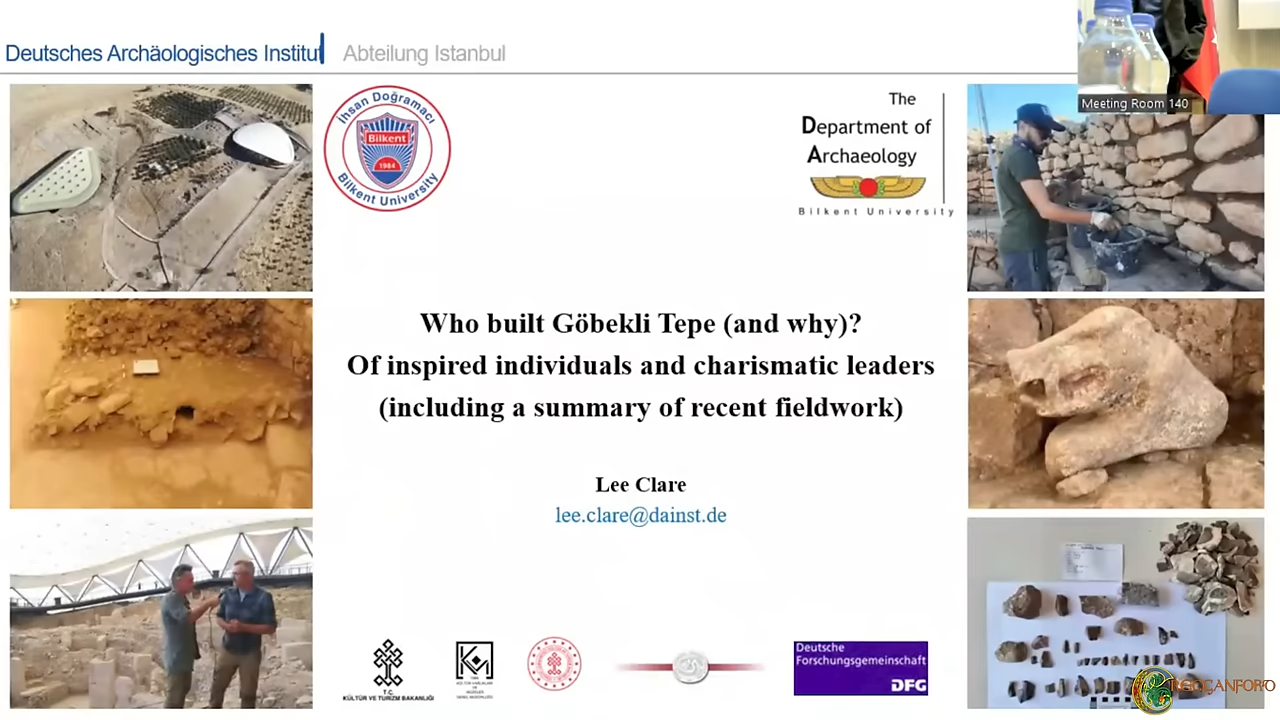 Deutsches Archäologisches Institut
Abteilung Istanbul
Meeting Room 140
İhsan Doğramacı
Bilkent
1984
Bilkent University
The
Department of
Archaeology
Bilkent University
Who built Göbekli Tepe (and why)?
Of inspired individuals and charismatic leaders
(including a summary of recent fieldwork)
Lee Clare
lee.clare@dainst.de
T.C.
KÜLTÜR VE TURİZM BAKANLIĞI
Deutsche
Forschungsgemeinschaft
DFG